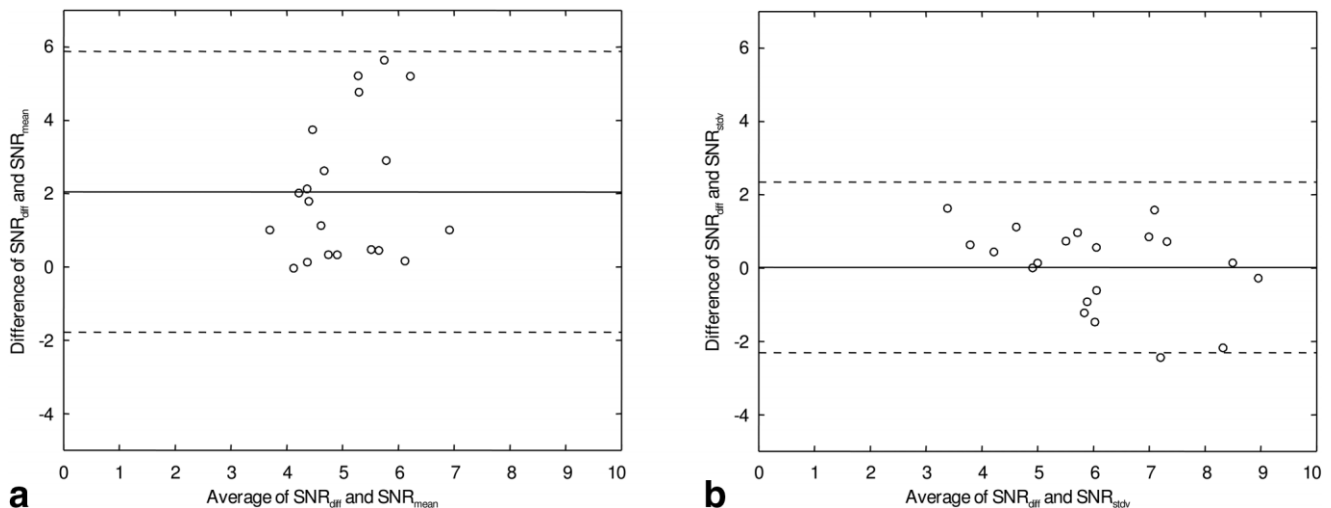 6
4
2
0
-2
-4
Difference of SNRdiff and SNRmean
0 1 2 3 4 5 6 7 8 9 10
Average of SNRdiff and SNRmean
a
6
4
2
0
-2
-4
Difference of SNRdiff and SNRstdv
0 1 2 3 4 5 6 7 8 9 10
Average of SNRdiff and SNRstdv
b